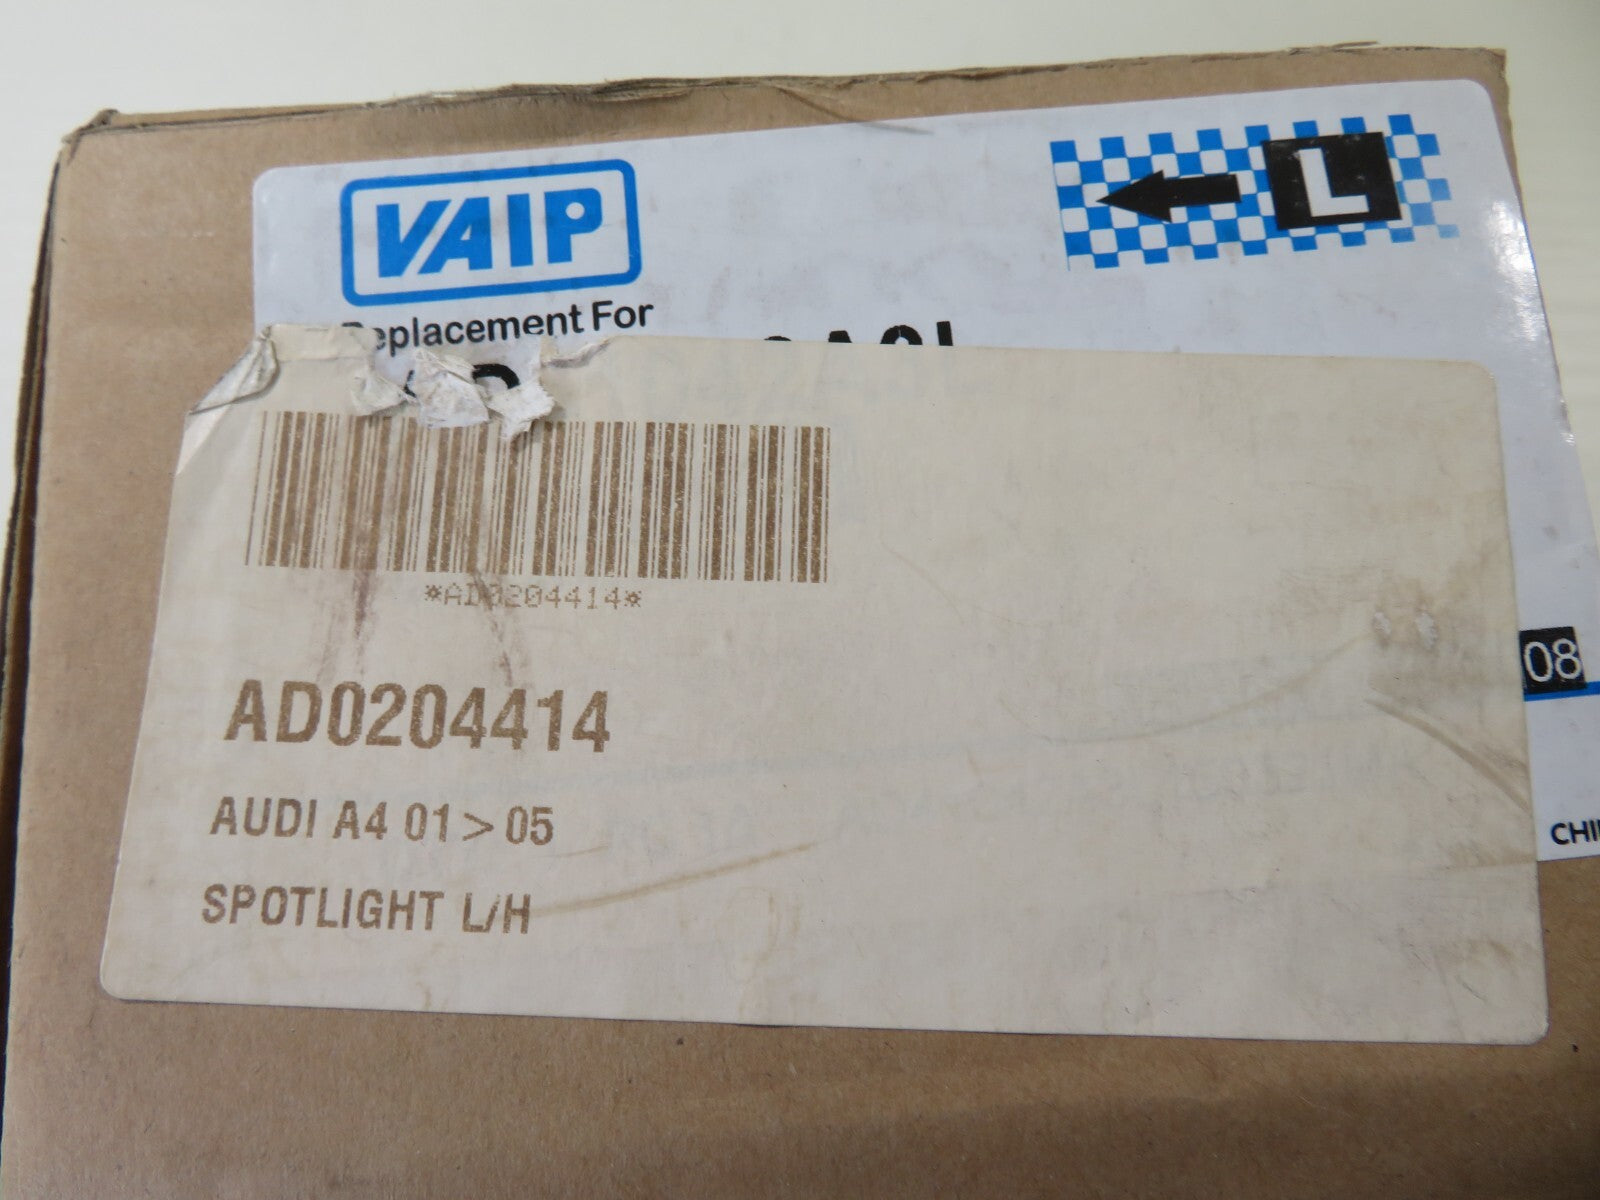 VAIP
L
Replacement For
*AD0204414*
AD0204414
08
AUDI A4 01 > 05
SPOTLIGHT L/H